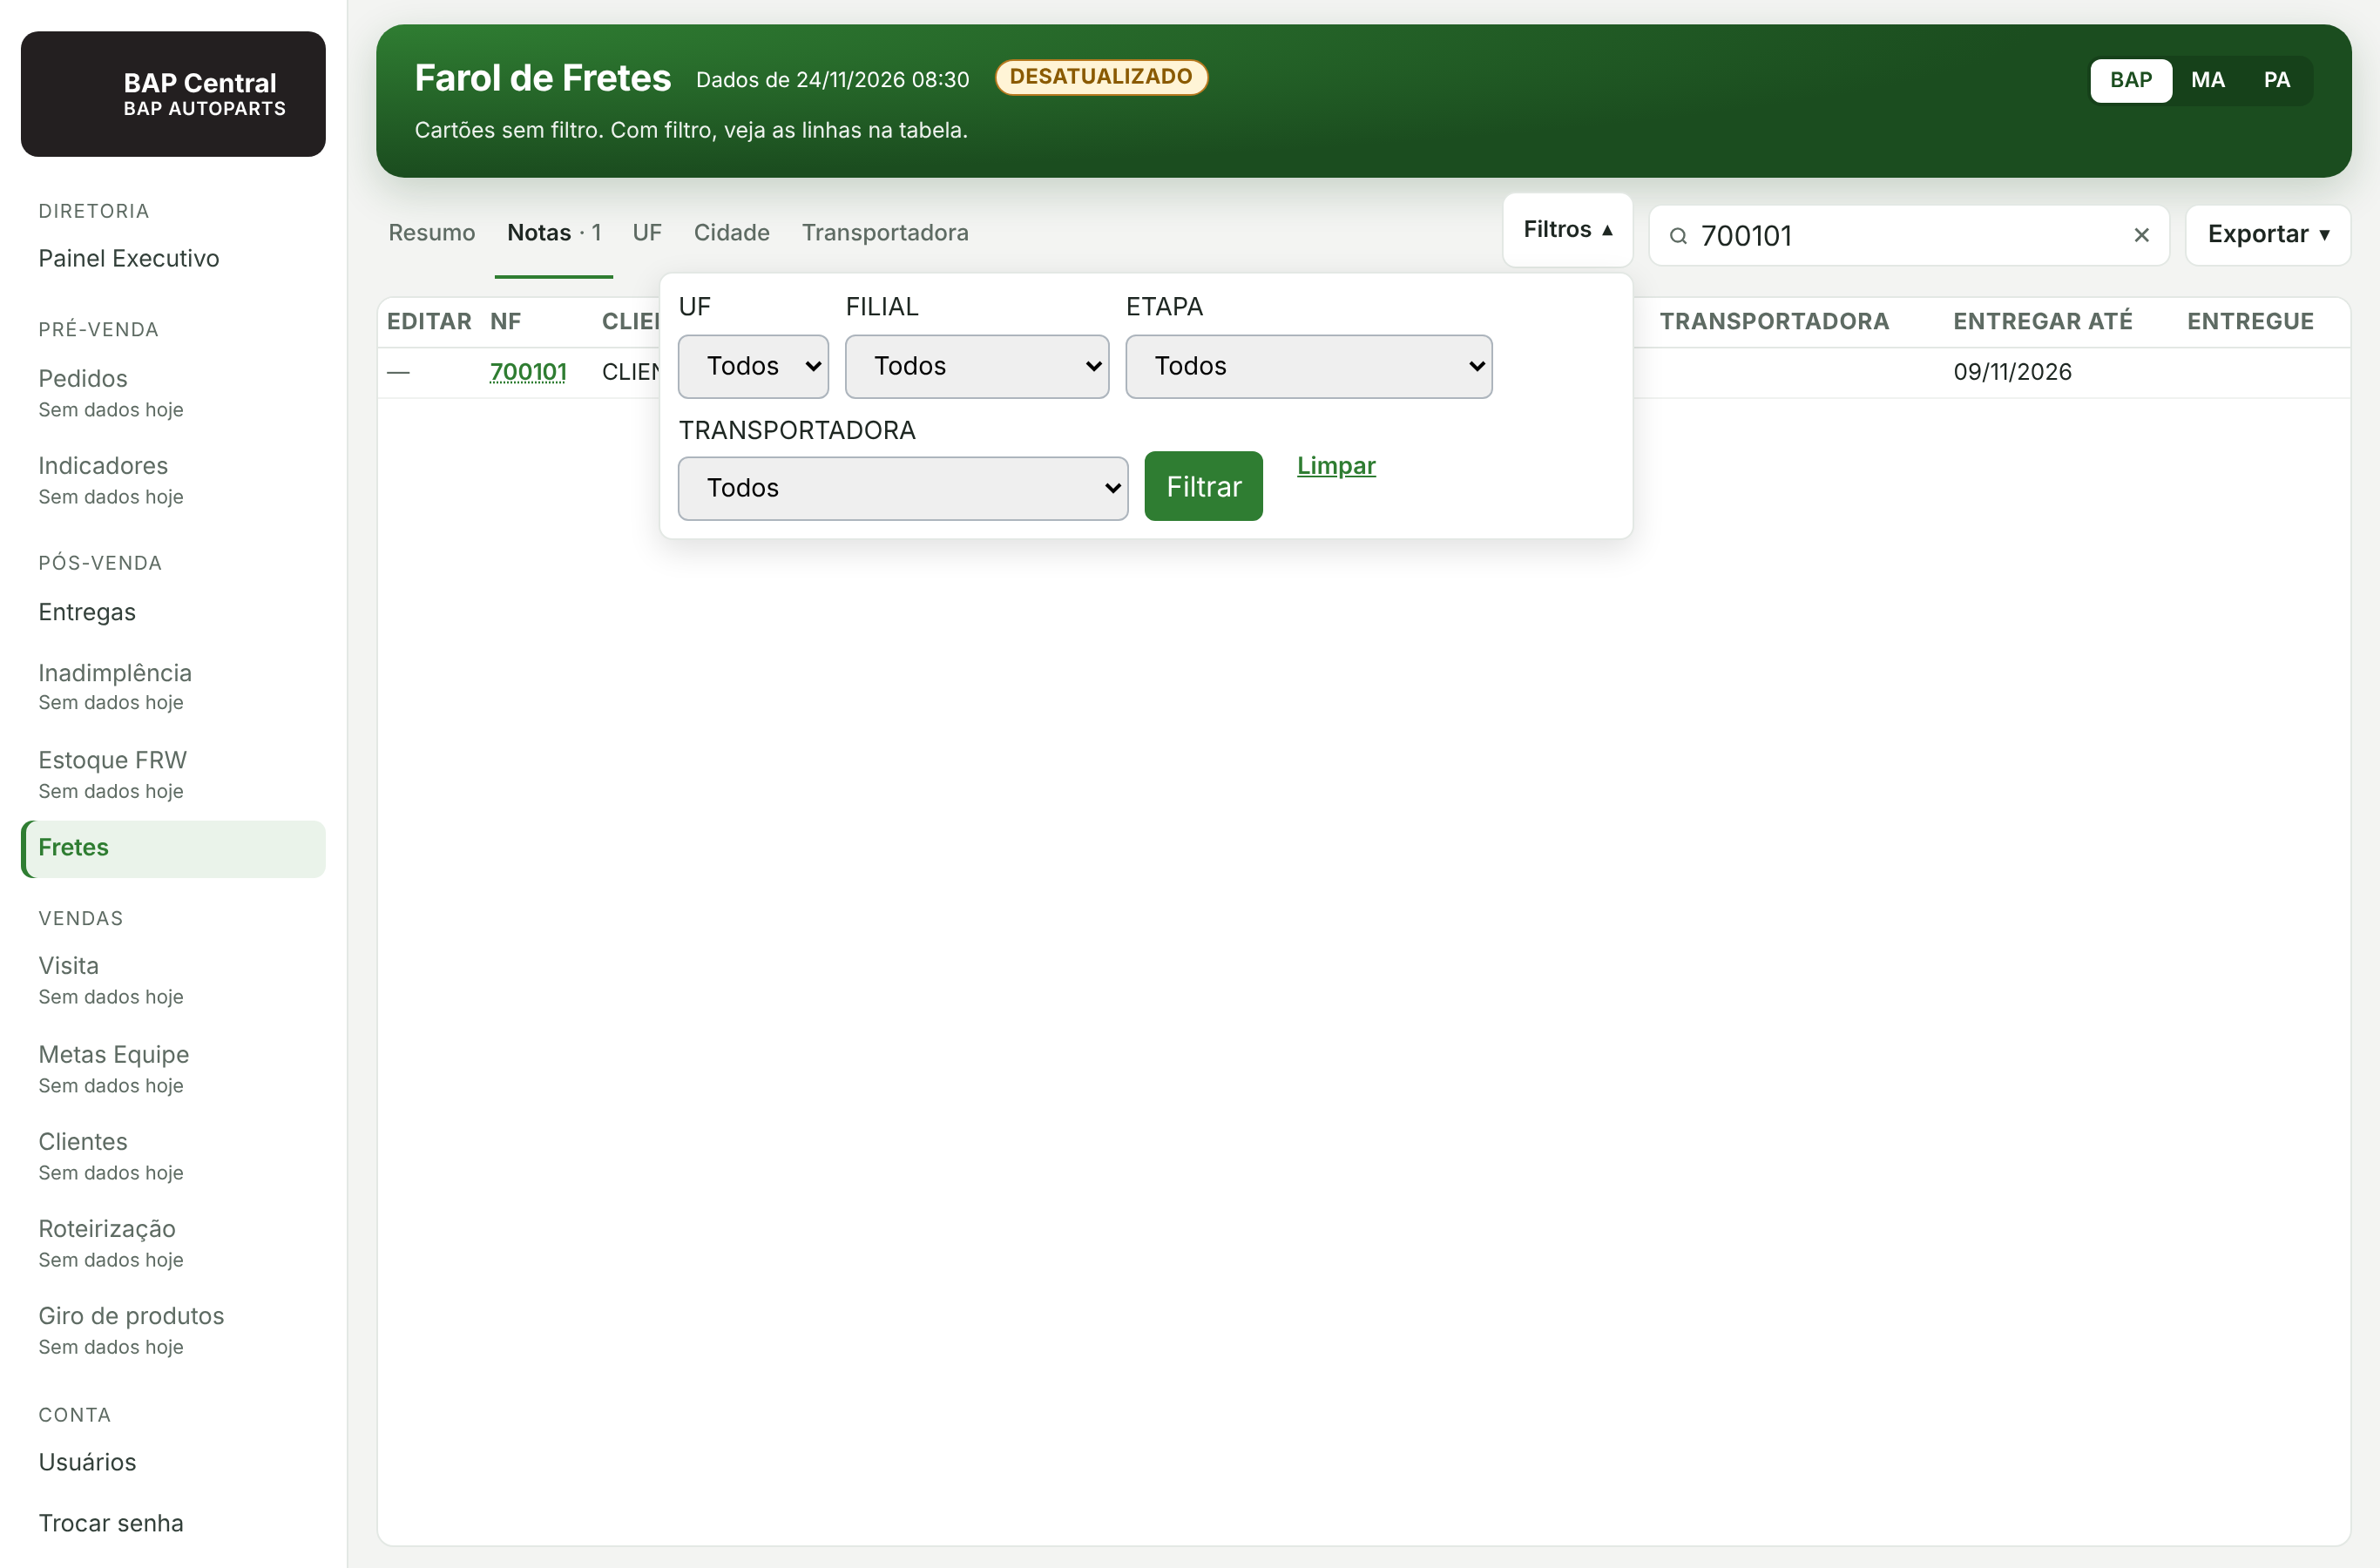 BAP Central
BAP AUTOPARTS
DIRETORIA
Painel Executivo
PRÉ-VENDA
Pedidos
Sem dados hoje
Indicadores
Sem dados hoje
PÓS-VENDA
Entregas
Inadimplência
Sem dados hoje
Estoque FRW
Sem dados hoje
Fretes
VENDAS
Visita
Sem dados hoje
Metas Equipe
Sem dados hoje
Clientes
Sem dados hoje
Roteirização
Sem dados hoje
Giro de produtos
Sem dados hoje
CONTA
Usuários
Trocar senha
Farol de Fretes Dados de 24/11/2026 08:30 DESATUALIZADO
Cartões sem filtro. Com filtro, veja as linhas na tabela.
BAP MA PA
Resumo Notas · 1 UF Cidade Transportadora
Filtros ▲ 700101 ✕ Exportar ▼
EDITAR NF CLIEN TRANSPORTADORA ENTREGAR ATÉ ENTREGUE
— 700101 CLIEN 09/11/2026
UF FILIAL ETAPA
Todos Todos Todos
TRANSPORTADORA
Todos Filtrar Limpar